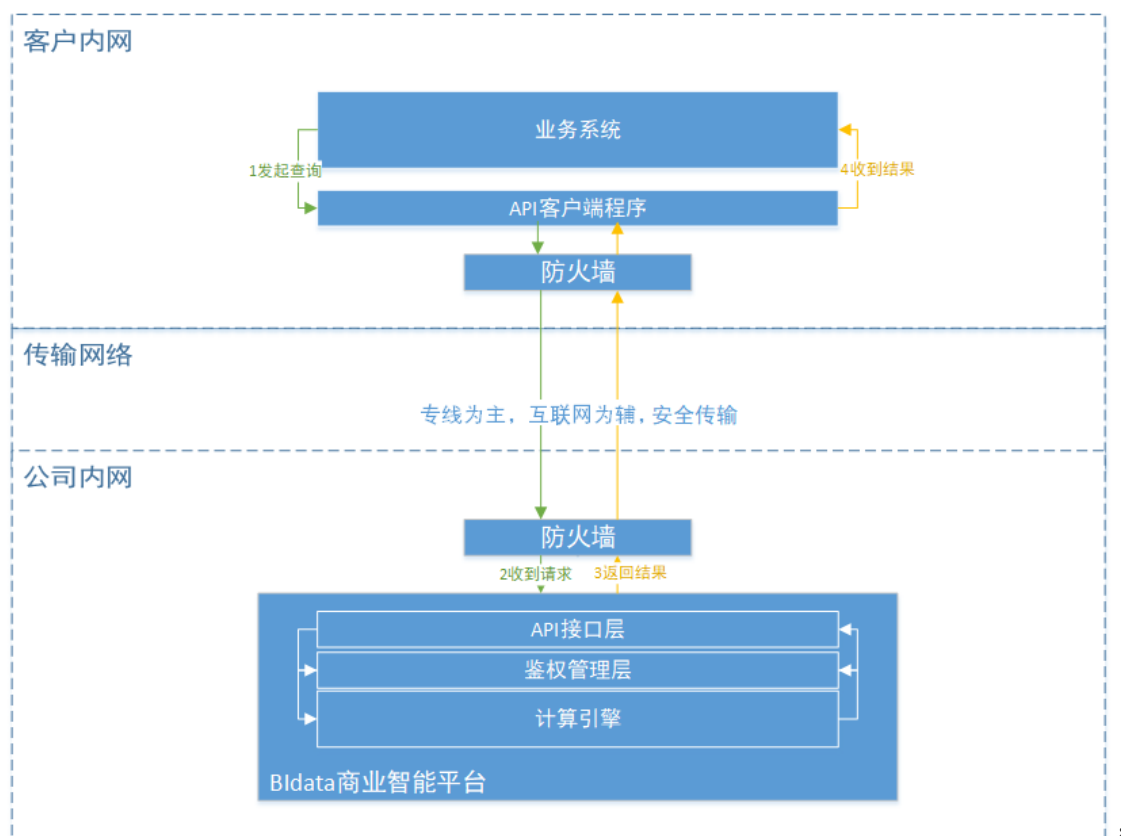 客户内网
业务系统
1发起查询
4收到结果
API客户端程序
防火墙
传输网络
专线为主，互联网为辅，安全传输
公司内网
防火墙
2收到请求
3返回结果
API接口层
鉴权管理层
计算引擎
BIdata商业智能平台